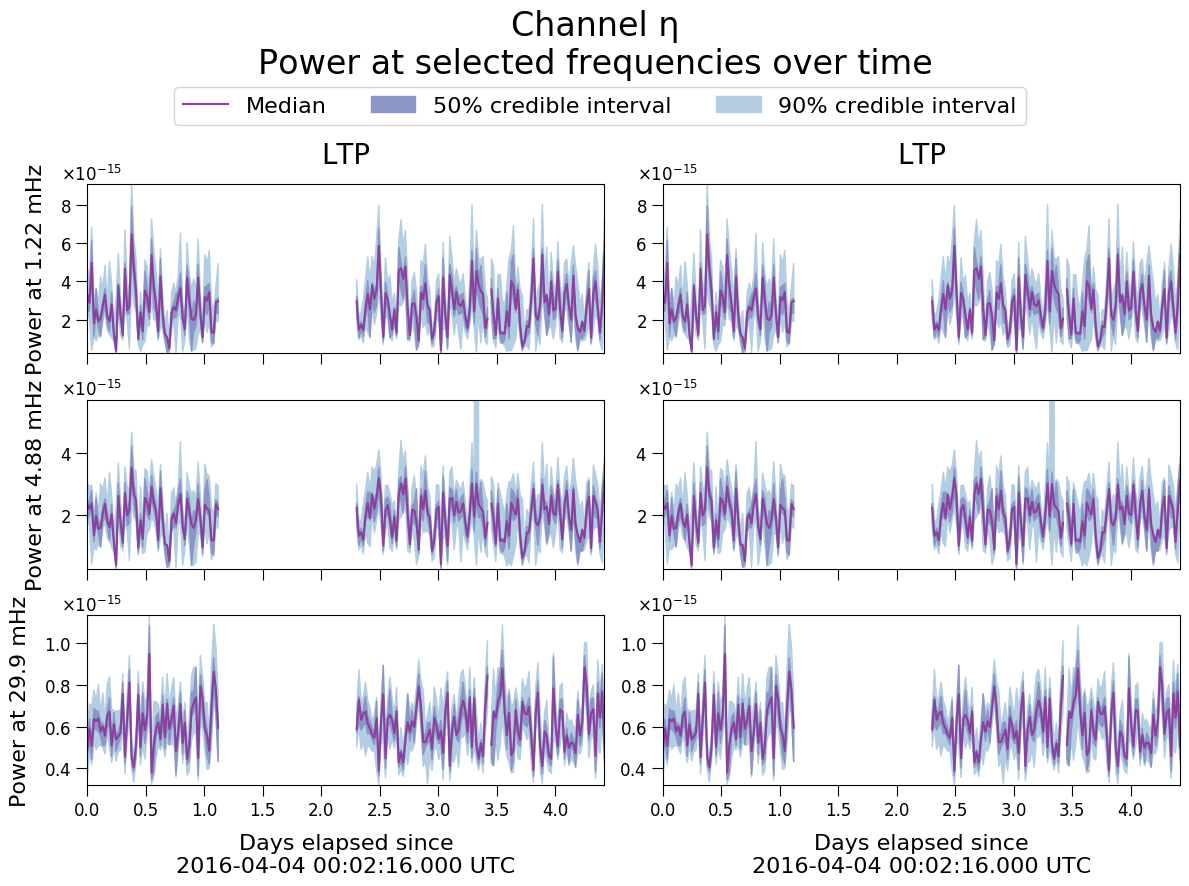 Channel η
Power at selected frequencies over time
Median
50% credible interval
90% credible interval
LTP
LTP
×10⁻¹⁵
×10⁻¹⁵
Power at 1.22 mHz
8
6
4
2
8
6
4
2
×10⁻¹⁵
×10⁻¹⁵
Power at 4.88 mHz
4
2
4
2
×10⁻¹⁵
×10⁻¹⁵
Power at 29.9 mHz
1.0
0.8
0.6
0.4
1.0
0.8
0.6
0.4
0.0 0.5 1.0 1.5 2.0 2.5 3.0 3.5 4.0
0.0 0.5 1.0 1.5 2.0 2.5 3.0 3.5 4.0
Days elapsed since
2016-04-04 00:02:16.000 UTC
Days elapsed since
2016-04-04 00:02:16.000 UTC